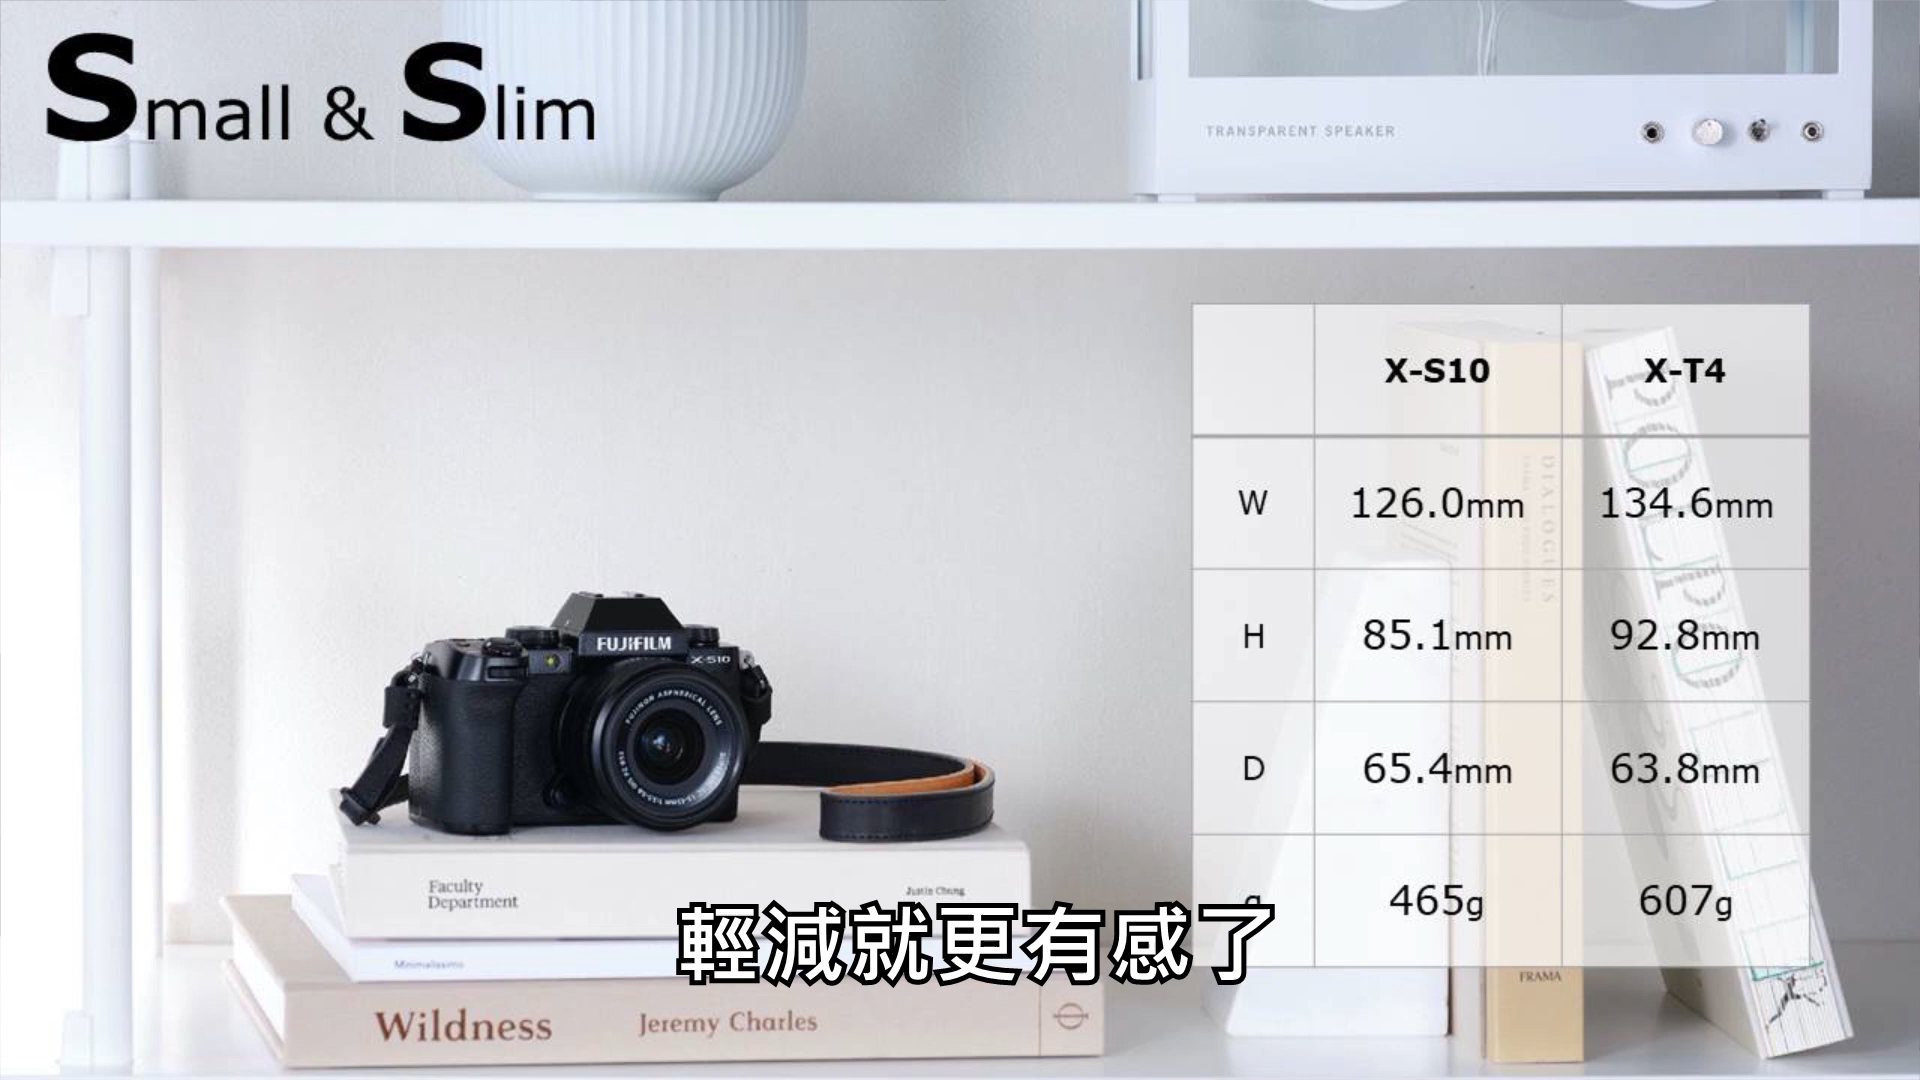 Small & Slim
TRANSPARENT SPEAKER
X-S10 X-T4
W 126.0mm 134.6mm
H 85.1mm 92.8mm
D 65.4mm 63.8mm
g 465g 607g
DIALOGUES
FUJIFILM
X-S10
FUJINON ASPHERICAL LENS
Faculty
Department
Justin Chung
輕減就更有感了
Minimalissimo
FRAMA
Wildness Jeremy Charles